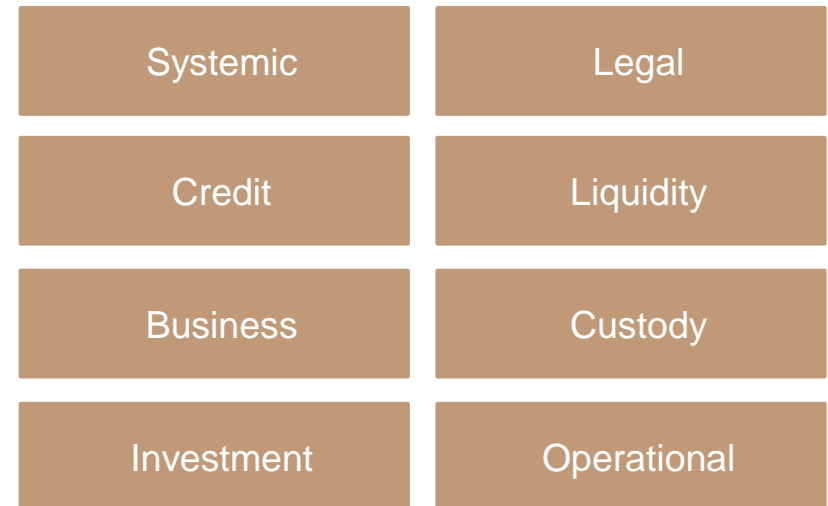 Systemic
Legal
Credit
Liquidity
Business
Custody
Investment
Operational